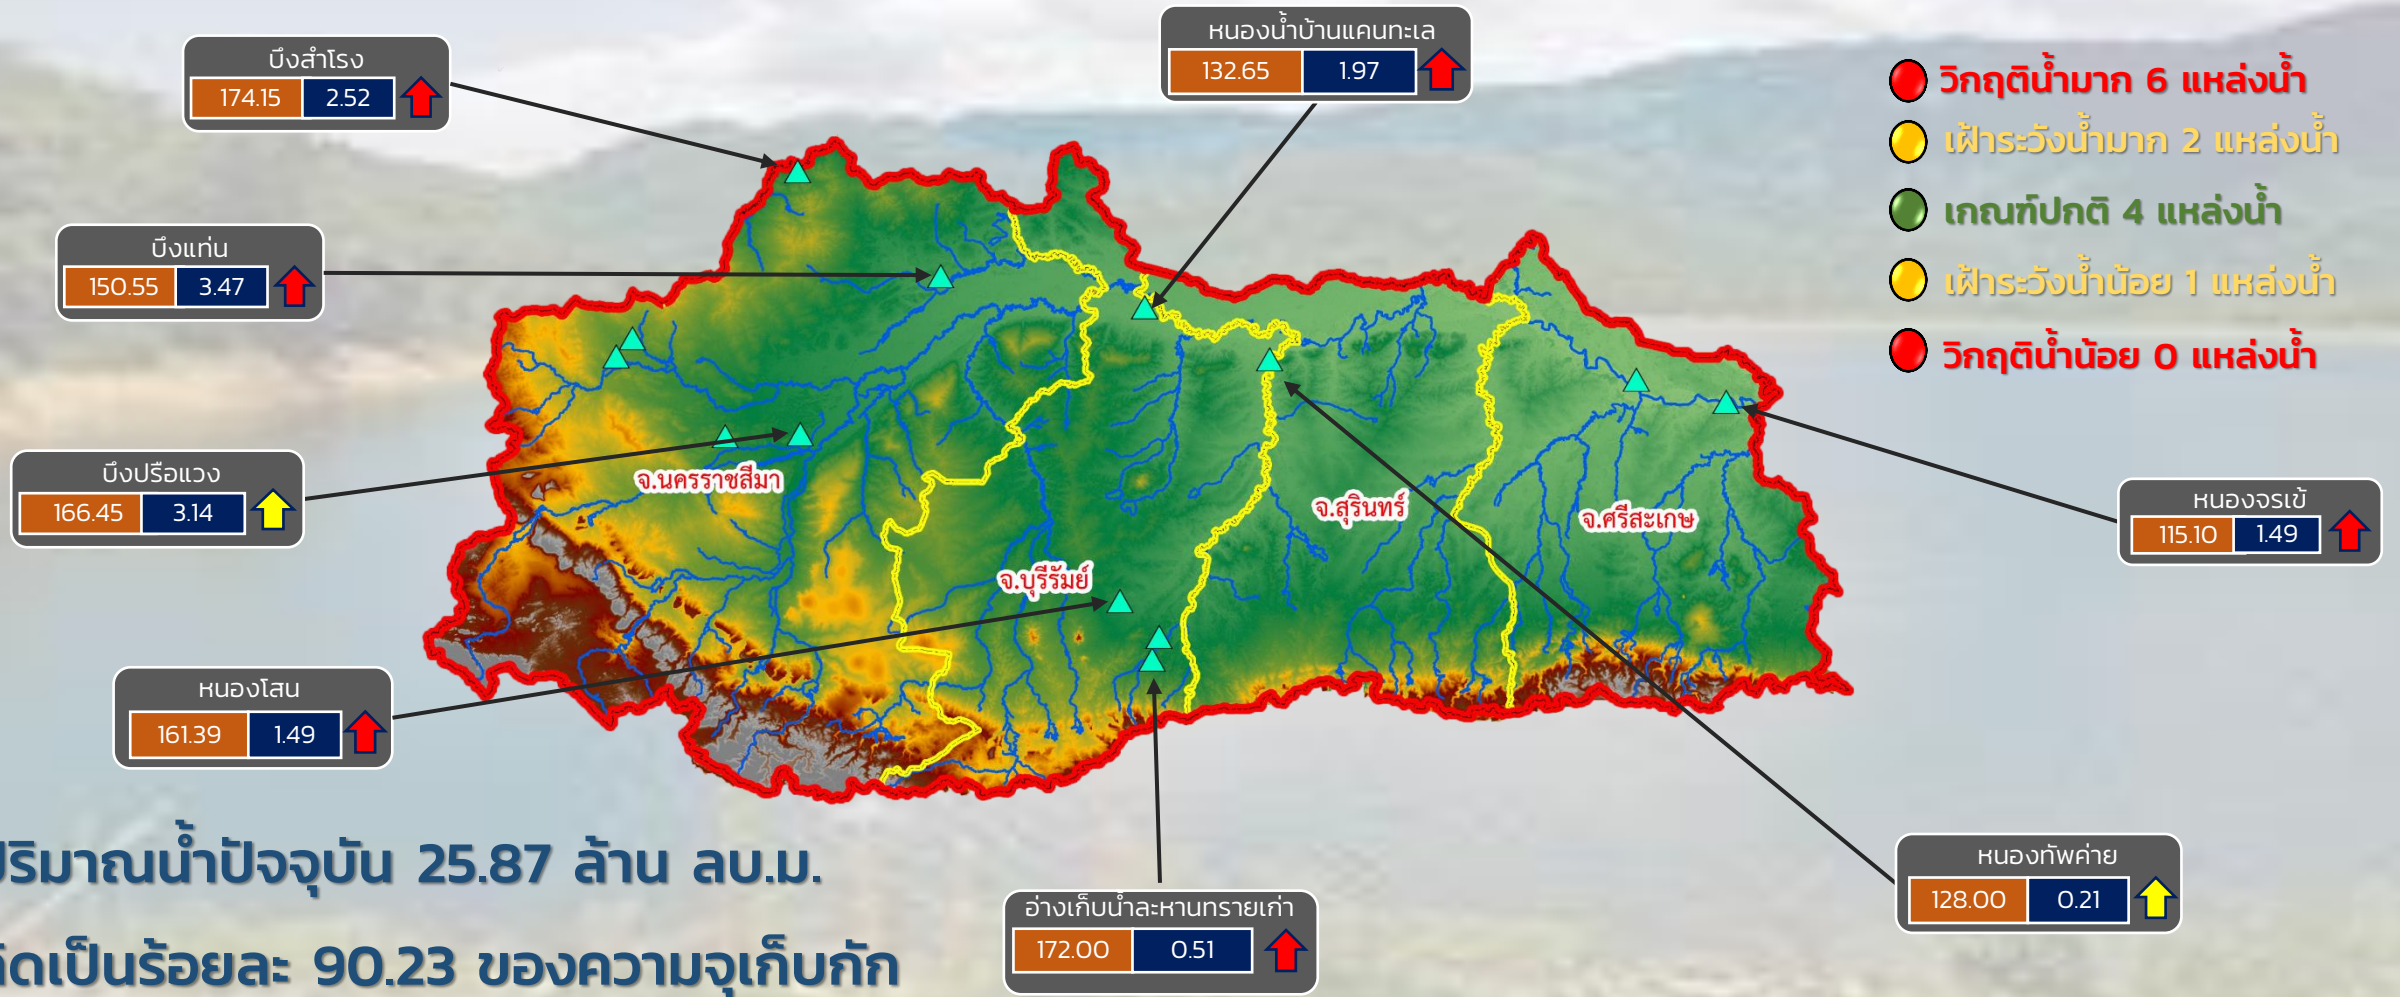 บึงสำโรง
174.15 2.52
หนองน้ำบ้านแคนทะเล
132.65 1.97
วิกฤติน้ำมาก 6 แหล่งน้ำ
เฝ้าระวังน้ำมาก 2 แหล่งน้ำ
เกณฑ์ปกติ 4 แหล่งน้ำ
เฝ้าระวังน้ำน้อย 1 แหล่งน้ำ
วิกฤติน้ำน้อย 0 แหล่งน้ำ
บึงแท่น
150.55 3.47
บึงปรือแวง
166.45 3.14
จ.นครราชสีมา
จ.บุรีรัมย์
จ.สุรินทร์
จ.ศรีสะเกษ
หนองจรเข้
115.10 1.49
หนองโสน
161.39 1.49
หนองทัพค่าย
128.00 0.21
อ่างเก็บน้ำละหานทรายเก่า
172.00 0.51
ปริมาณน้ำปัจจุบัน 25.87 ล้าน ลบ.ม.
คิดเป็นร้อยละ 90.23 ของความจุเก็บกัก